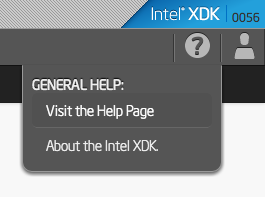 Intel® XDK 0056
?
GENERAL HELP:
Visit the Help Page
About the Intel XDK.